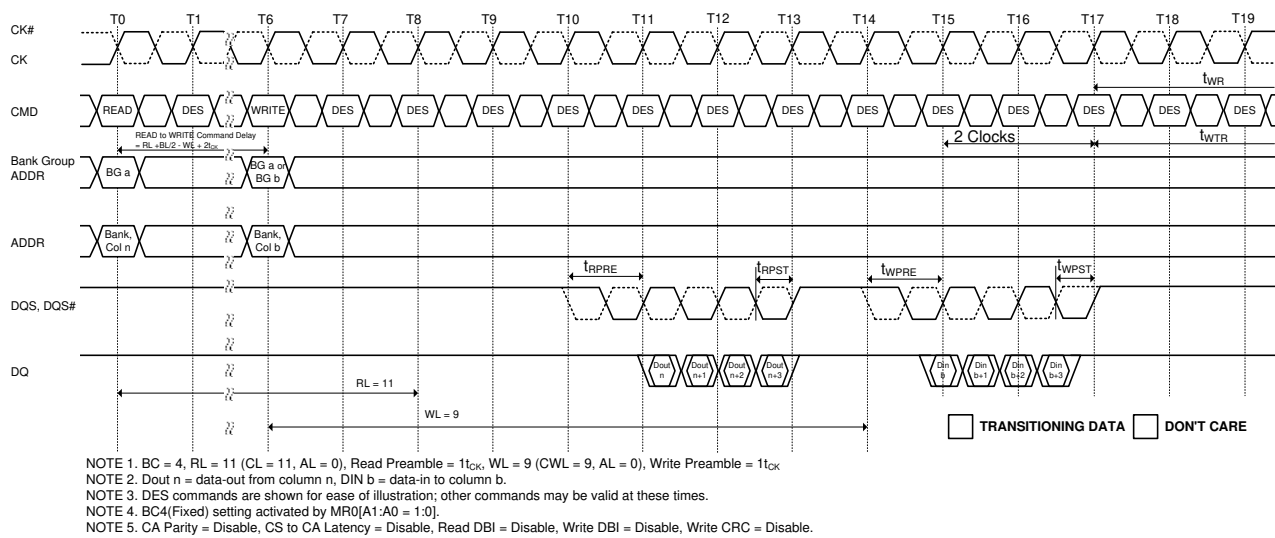 T0 T1 T6 T7 T8 T9 T10 T11 T12 T13 T14 T15 T16 T17 T18 T19
CK#
CK
tWR
CMD READ DES WRITE DES DES DES DES DES DES DES DES DES DES DES DES DES
READ to WRITE Command Delay
= RL +BL/2 - WL + 2tCK
2 Clocks tWTR
Bank Group
ADDR
BG a
BG a or
BG b
ADDR
Bank,
Col n
Bank,
Col b
tRPRE tRPST tWPRE tWPST
DQS, DQS#
DQ
Dout
n
Dout
n+1
Dout
n+2
Dout
n+3
Din
b
Din
b+1
Din
b+2
Din
b+3
RL = 11
WL = 9
TRANSITIONING DATA DON'T CARE
NOTE 1. BC = 4, RL = 11 (CL = 11, AL = 0), Read Preamble = 1tCK, WL = 9 (CWL = 9, AL = 0), Write Preamble = 1tCK
NOTE 2. Dout n = data-out from column n, DIN b = data-in to column b.
NOTE 3. DES commands are shown for ease of illustration; other commands may be valid at these times.
NOTE 4. BC4(Fixed) setting activated by MR0[A1:A0 = 1:0].
NOTE 5. CA Parity = Disable, CS to CA Latency = Disable, Read DBI = Disable, Write DBI = Disable, Write CRC = Disable.